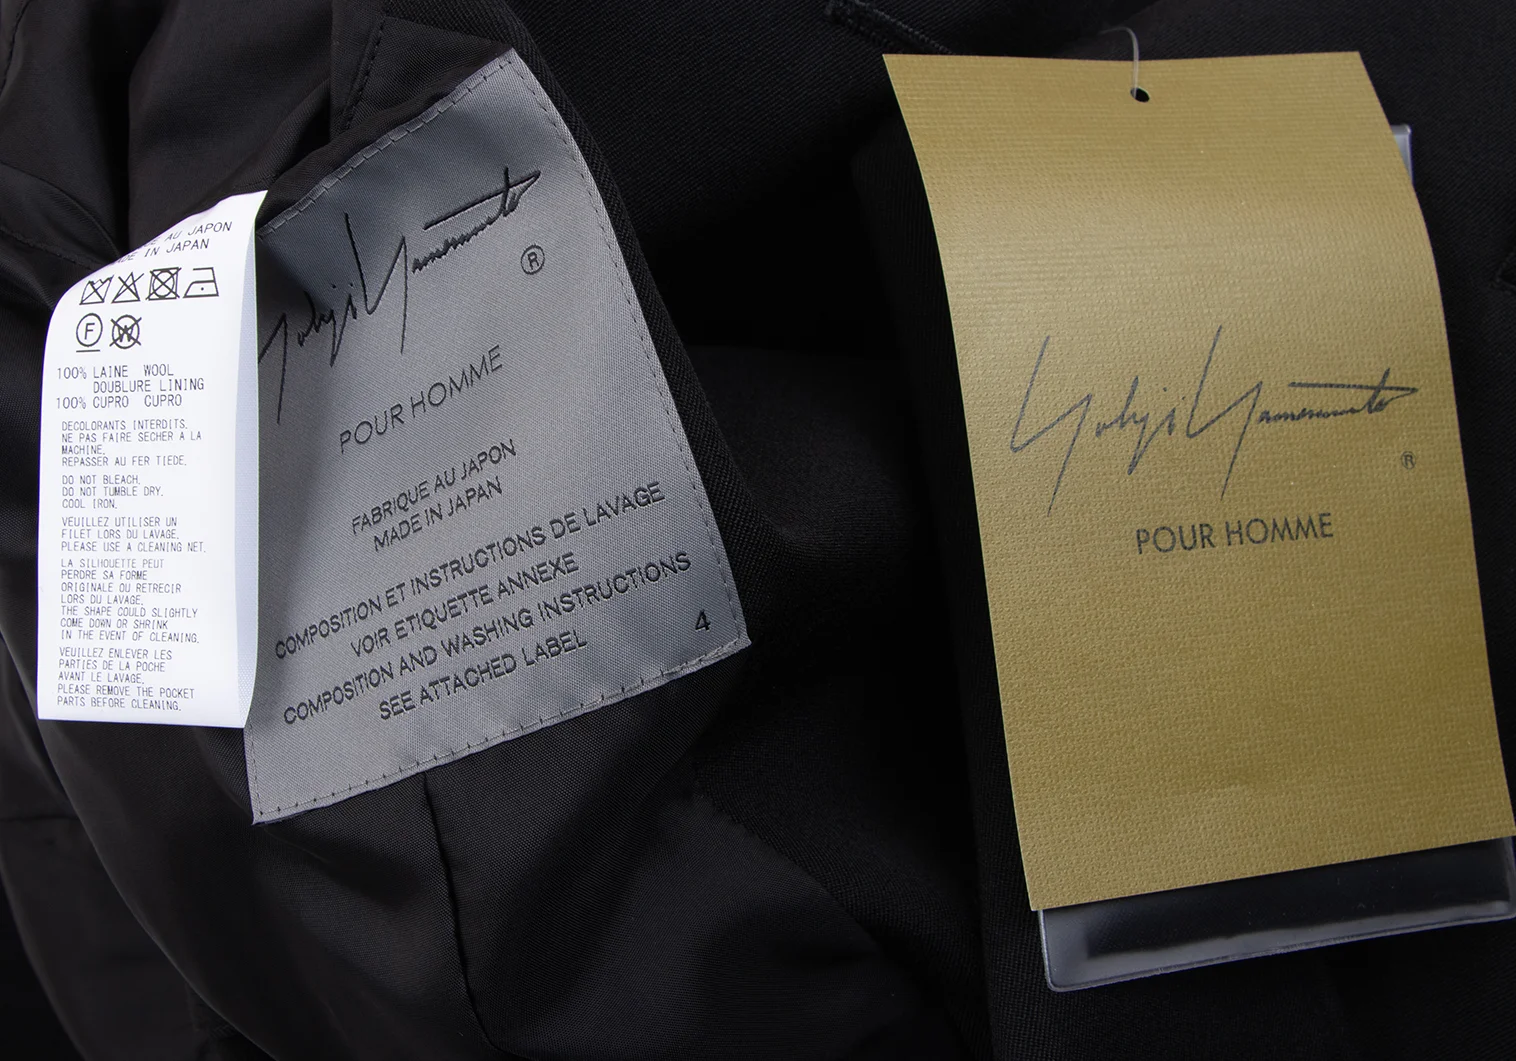 AU JAPON
IN JAPAN
F
W
100% LAINE WOOL
DOUBLURE LINING
100% CUPRO CUPRO
DECOLORANTS INTERDITS.
NE PAS FAIRE SECHER A LA
MACHINE.
REPASSER AU FER TIEDE.
DO NOT BLEACH.
DO NOT TUMBLE DRY.
COOL IRON.
VEUILLEZ UTILISER UN
FILET LORS DU LAVAGE.
PLEASE USE A CLEANING NET.
LA SILHOUETTE PEUT
PERDRE SA FORME
ORIGINALE OU RETRECIR
LORS DU LAVAGE.
THE SHAPE COULD SLIGHTLY
COME DOWN OR SHRINK
IN THE EVENT OF CLEANING.
VEUILLEZ ENLEVER LES
PARTIES DE LA POCHE
AVANT LE LAVAGE.
PLEASE REMOVE THE POCKET
PARTS BEFORE CLEANING.
Yohji Yamamoto
®
POUR HOMME
FABRIQUE AU JAPON
MADE IN JAPAN
COMPOSITION ET INSTRUCTIONS DE LAVAGE
VOIR ETIQUETTE ANNEXE
COMPOSITION AND WASHING INSTRUCTIONS
SEE ATTACHED LABEL
4
Yohji Yamamoto
®
POUR HOMME